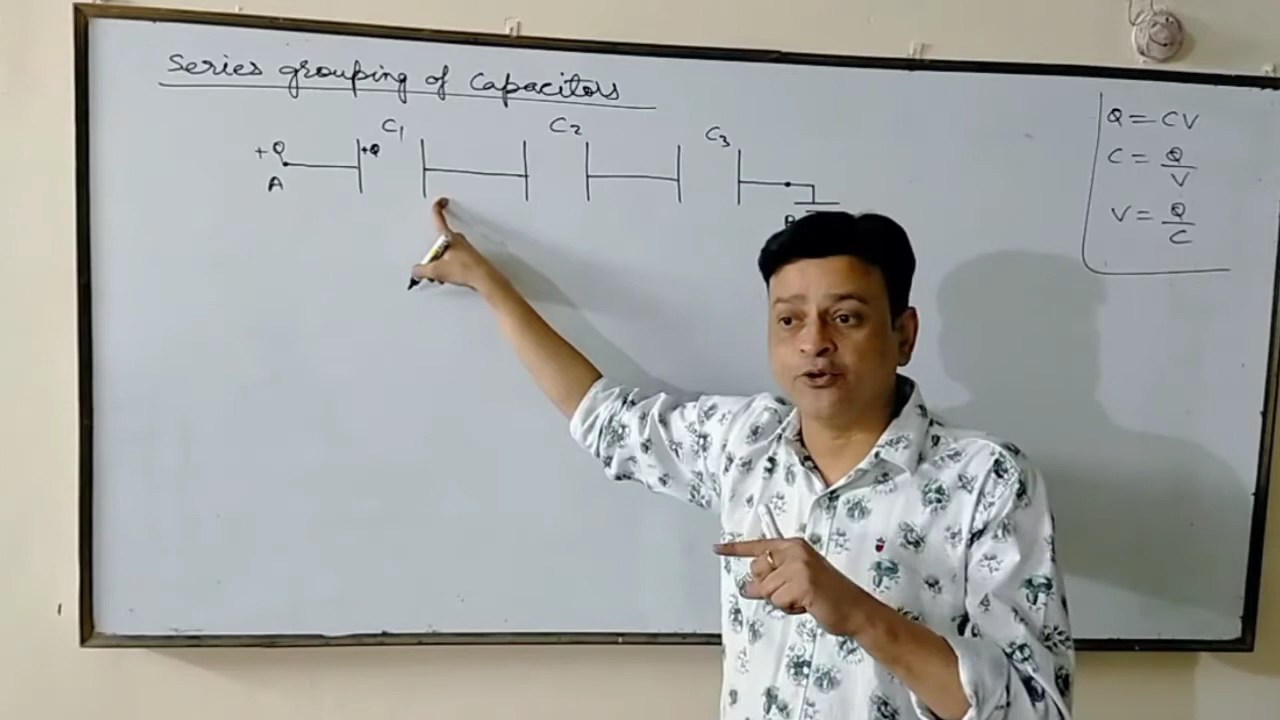 Series grouping of Capacitors
C1 C2 C3
+Q +Q
A B
Q = CV
C = Q/V
V = Q/C